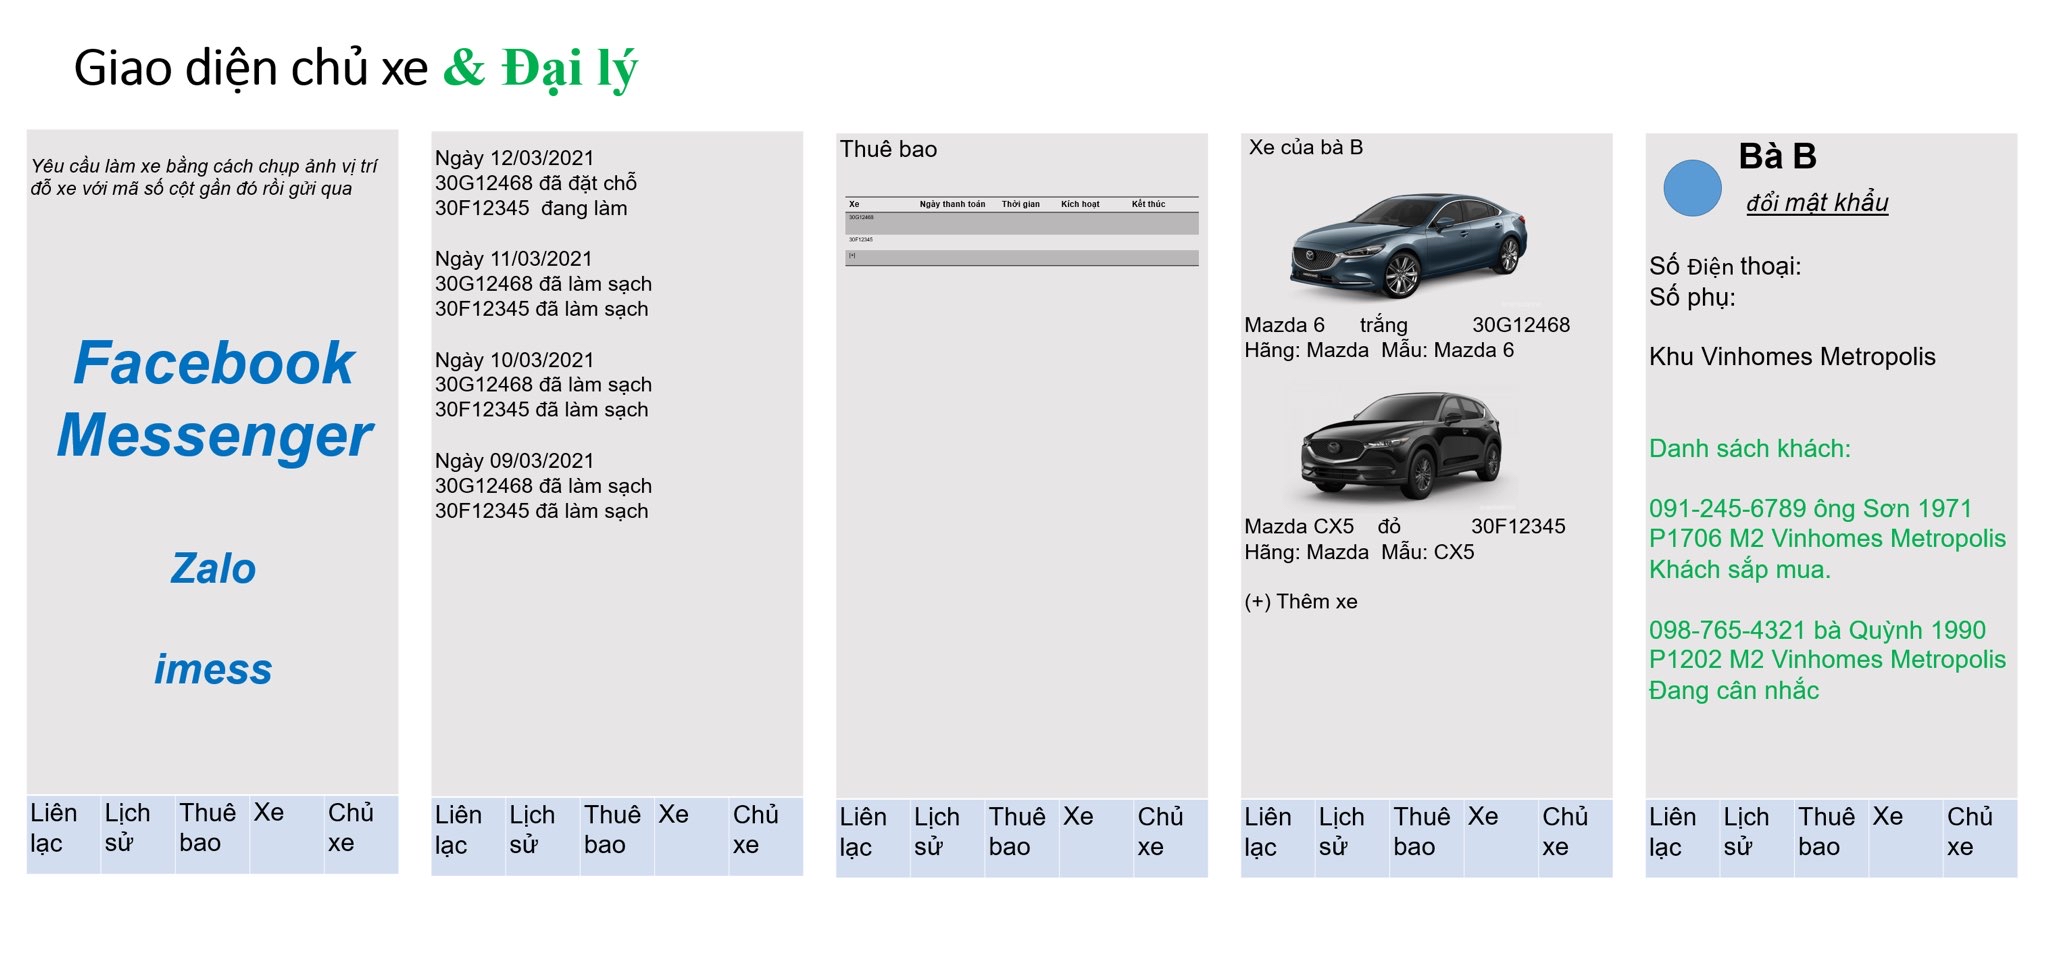 Giao diện chủ xe & Đại lý
Yêu cầu làm xe bằng cách chụp ảnh vị trí
đỗ xe với mã số cột gần đó rồi gửi qua
Facebook
Messenger
Zalo
imess
Liên lạc
Lịch sử
Thuê bao
Xe
Chủ xe
Ngày 12/03/2021
30G12468 đã đặt chỗ
30F12345 đang làm
Ngày 11/03/2021
30G12468 đã làm sạch
30F12345 đã làm sạch
Ngày 10/03/2021
30G12468 đã làm sạch
30F12345 đã làm sạch
Ngày 09/03/2021
30G12468 đã làm sạch
30F12345 đã làm sạch
Liên lạc
Lịch sử
Thuê bao
Xe
Chủ xe
Thuê bao
Xe Ngày thanh toán Thời gian Kích hoạt Kết thúc
30G12468
30F12345
(+)
Liên lạc
Lịch sử
Thuê bao
Xe
Chủ xe
Xe của bà B
Mazda 6 trắng 30G12468
Hãng: Mazda Mẫu: Mazda 6
Mazda CX5 đỏ 30F12345
Hãng: Mazda Mẫu: CX5
(+) Thêm xe
Liên lạc
Lịch sử
Thuê bao
Xe
Chủ xe
Bà B
đổi mật khẩu
Số Điện thoại:
Số phụ:
Khu Vinhomes Metropolis
Danh sách khách:
091-245-6789 ông Sơn 1971
P1706 M2 Vinhomes Metropolis
Khách sắp mua.
098-765-4321 bà Quỳnh 1990
P1202 M2 Vinhomes Metropolis
Đang cân nhắc
Liên lạc
Lịch sử
Thuê bao
Xe
Chủ xe